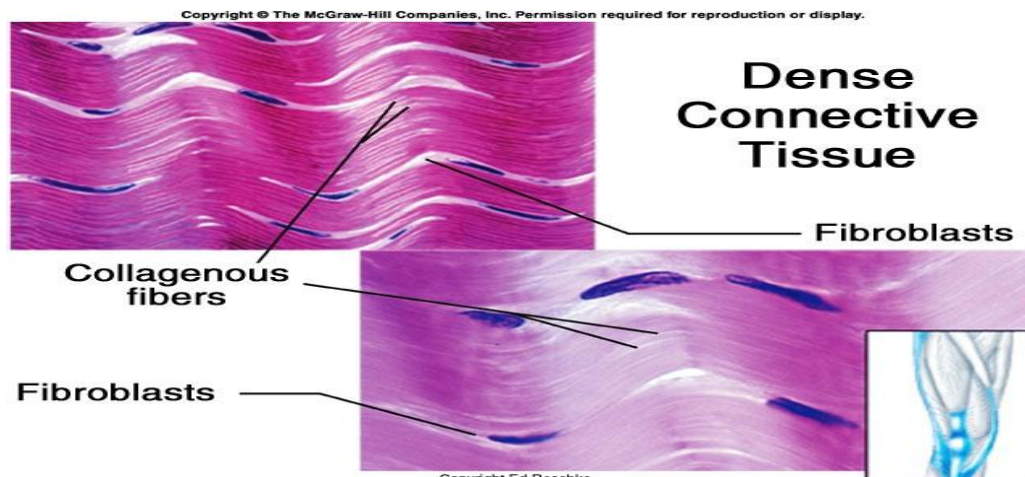 Copyright © The McGraw-Hill Companies, Inc. Permission required for reproduction or display.
Dense
Connective
Tissue
Fibroblasts
Collagenous
fibers
Fibroblasts